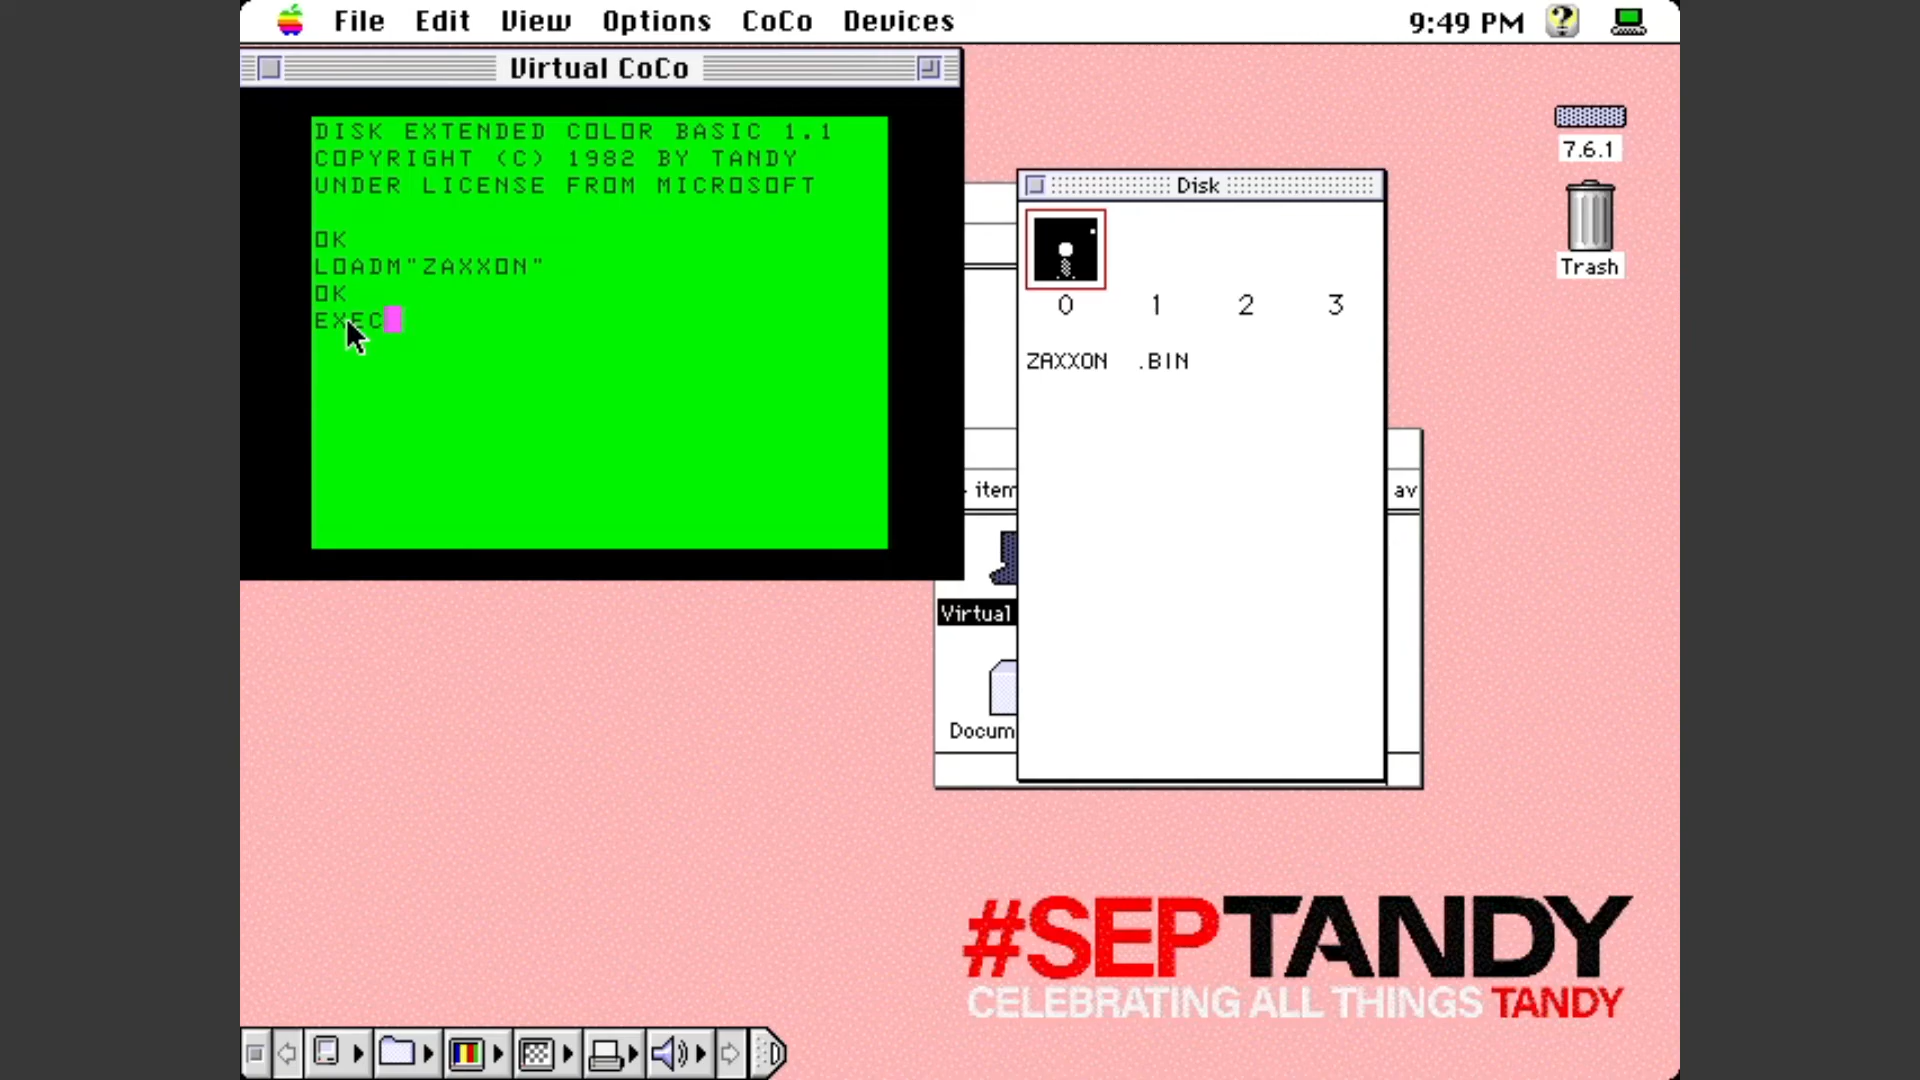 File Edit View Options CoCo Devices 9:49 PM
Virtual CoCo
DISK EXTENDED COLOR BASIC 1.1
COPYRIGHT (C) 1982 BY TANDY
UNDER LICENSE FROM MICROSOFT
OK
LOADM"ZAXXON"
OK
EXEC
Disk
0 1 2 3
ZAXXON .BIN
7.6.1
Trash
item
av
Virtual
Docum
#SEPTANDY
CELEBRATING ALL THINGS TANDY